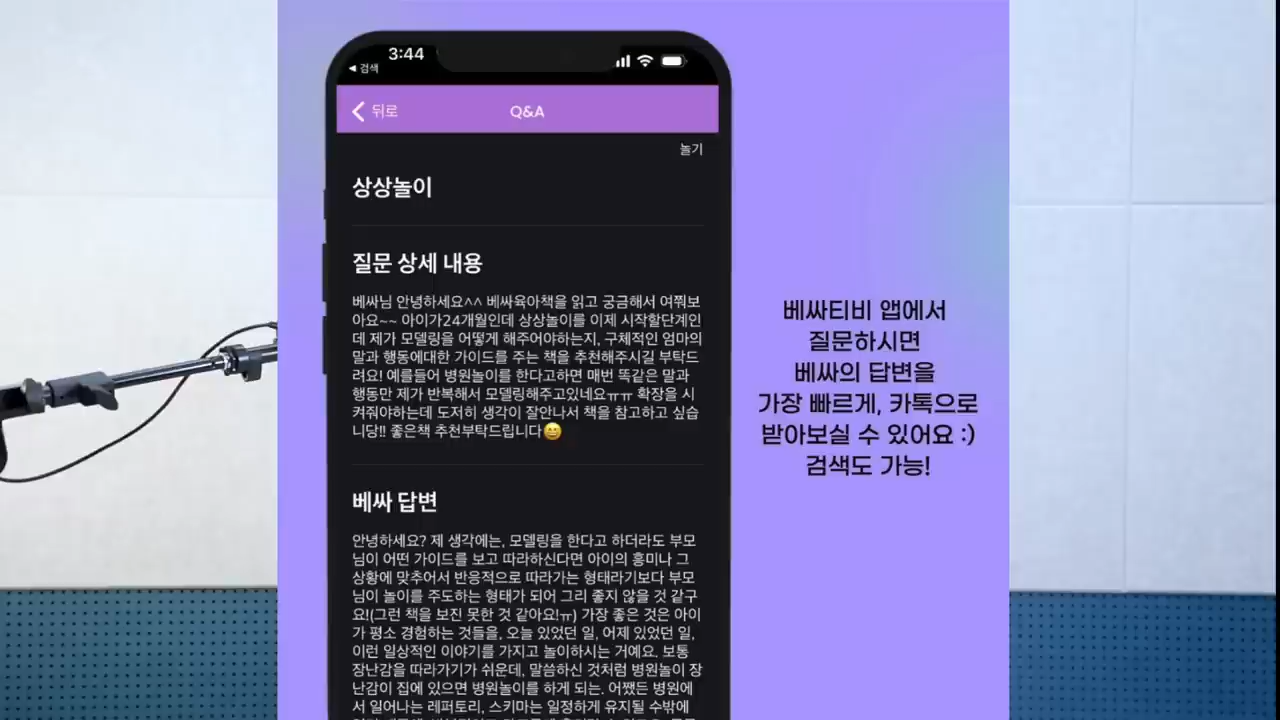 3:44
◀ 검색
뒤로
Q&A
놀기
상상놀이
질문 상세 내용
베싸님 안녕하세요^^ 베싸육아책을 읽고 궁금해서 여쭤보
아요~~ 아이가24개월인데 상상놀이를 이제 시작할단계인
데 제가 모델링을 어떻게 해주어야하는지, 구체적인 엄마의
말과 행동에대한 가이드를 주는 책을 추천해주시길 부탁드
려요! 예를들어 병원놀이를 한다고하면 매번 똑같은 말과
행동만 제가 반복해서 모델링해주고있네요ㅠㅠ 확장을 시
켜줘야하는데 도저히 생각이 잘안나서 책을 참고하고 싶습
니당!! 좋은책 추천부탁드립니다😄
베싸 답변
안녕하세요? 제 생각에는, 모델링을 한다고 하더라도 부모
님이 어떤 가이드를 보고 따라하신다면 아이의 흥미나 그
상황에 맞추어서 반응적으로 따라가는 형태라기보다 부모
님이 놀이를 주도하는 형태가 되어 그리 좋지 않을 것 같구
요!(그런 책을 보진 못한 것 같아요!ㅠ) 가장 좋은 것은 아이
가 평소 경험하는 것들을, 오늘 있었던 일, 어제 있었던 일,
이런 일상적인 이야기를 가지고 놀이하시는 거예요. 보통
장난감을 따라가기가 쉬운데, 말씀하신 것처럼 병원놀이 장
난감이 집에 있으면 병원놀이를 하게 되는. 어쨌든 병원에
서 일어나는 레퍼토리, 스키마는 일정하게 유지될 수밖에
베싸티비 앱에서
질문하시면
베싸의 답변을
가장 빠르게, 카톡으로
받아보실 수 있어요 :)
검색도 가능!